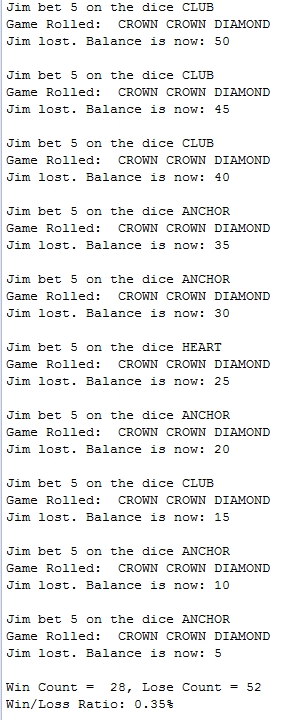 Jim bet 5 on the dice CLUB
Game Rolled:  CROWN CROWN DIAMOND
Jim lost. Balance is now: 50

Jim bet 5 on the dice CLUB
Game Rolled:  CROWN CROWN DIAMOND
Jim lost. Balance is now: 45

Jim bet 5 on the dice CLUB
Game Rolled:  CROWN CROWN DIAMOND
Jim lost. Balance is now: 40

Jim bet 5 on the dice ANCHOR
Game Rolled:  CROWN CROWN DIAMOND
Jim lost. Balance is now: 35

Jim bet 5 on the dice ANCHOR
Game Rolled:  CROWN CROWN DIAMOND
Jim lost. Balance is now: 30

Jim bet 5 on the dice HEART
Game Rolled:  CROWN CROWN DIAMOND
Jim lost. Balance is now: 25

Jim bet 5 on the dice ANCHOR
Game Rolled:  CROWN CROWN DIAMOND
Jim lost. Balance is now: 20

Jim bet 5 on the dice CLUB
Game Rolled:  CROWN CROWN DIAMOND
Jim lost. Balance is now: 15

Jim bet 5 on the dice ANCHOR
Game Rolled:  CROWN CROWN DIAMOND
Jim lost. Balance is now: 10

Jim bet 5 on the dice ANCHOR
Game Rolled:  CROWN CROWN DIAMOND
Jim lost. Balance is now: 5

Win Count =  28, Lose Count = 52
Win/Loss Ratio: 0.35%